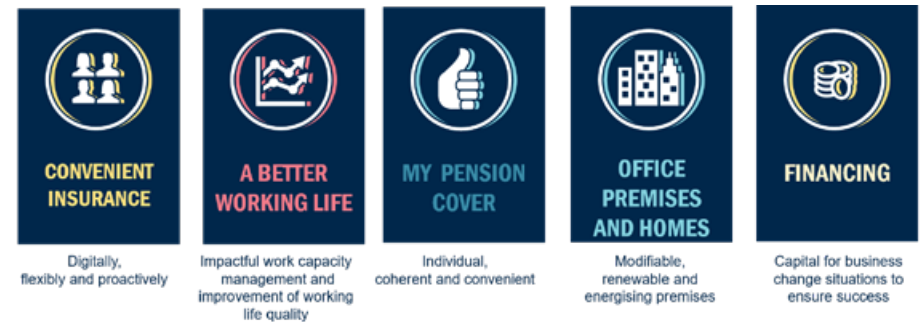 CONVENIENT
INSURANCE
Digitally,
flexibly and proactively
A BETTER
WORKING LIFE
Impactful work capacity
management and
improvement of working
life quality
MY PENSION
COVER
Individual,
coherent and convenient
OFFICE
PREMISES
AND HOMES
Modifiable,
renewable and
energising premises
FINANCING
Capital for business
change situations to
ensure success